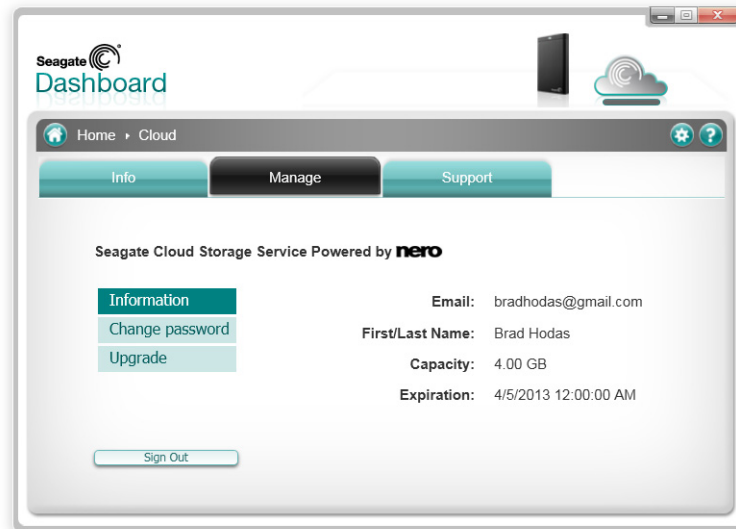 Seagate
Dashboard
Home ▸ Cloud
?
Info Manage Support
Seagate Cloud Storage Service Powered by nero
Information
Change password
Upgrade
Email: bradhodas@gmail.com
First/Last Name: Brad Hodas
Capacity: 4.00 GB
Expiration: 4/5/2013 12:00:00 AM
Sign Out